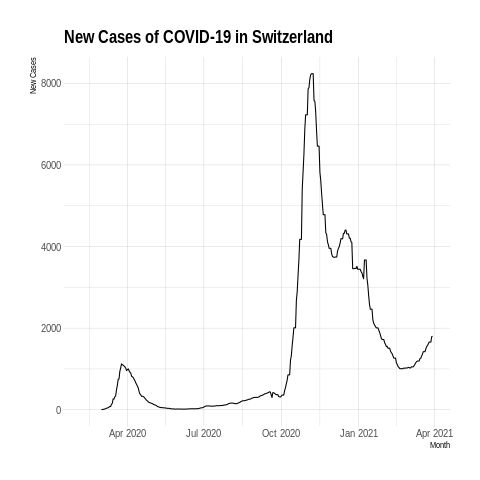 New Cases of COVID-19 in Switzerland
New Cases
8000
6000
4000
2000
0
Apr 2020 Jul 2020 Oct 2020 Jan 2021 Apr 2021
Month